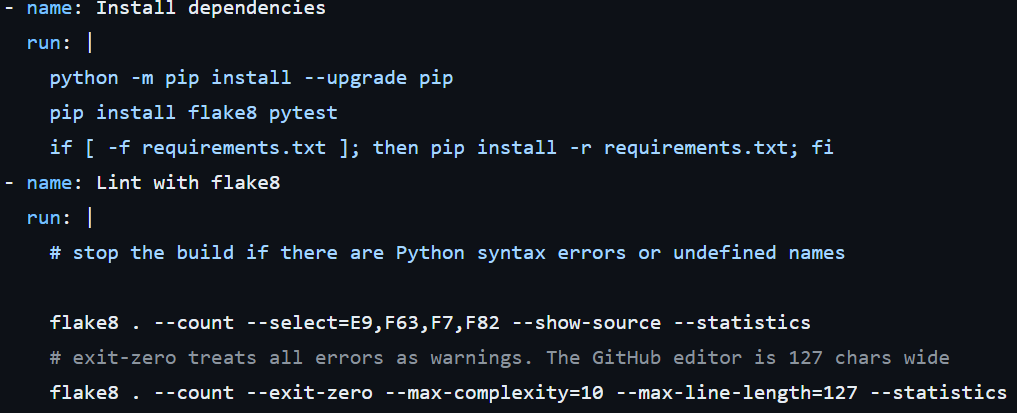 - name: Install dependencies
  run: |
    python -m pip install --upgrade pip
    pip install flake8 pytest
    if [ -f requirements.txt ]; then pip install -r requirements.txt; fi
- name: Lint with flake8
  run: |
    # stop the build if there are Python syntax errors or undefined names

    flake8 . --count --select=E9,F63,F7,F82 --show-source --statistics
    # exit-zero treats all errors as warnings. The GitHub editor is 127 chars wide
    flake8 . --count --exit-zero --max-complexity=10 --max-line-length=127 --statistics